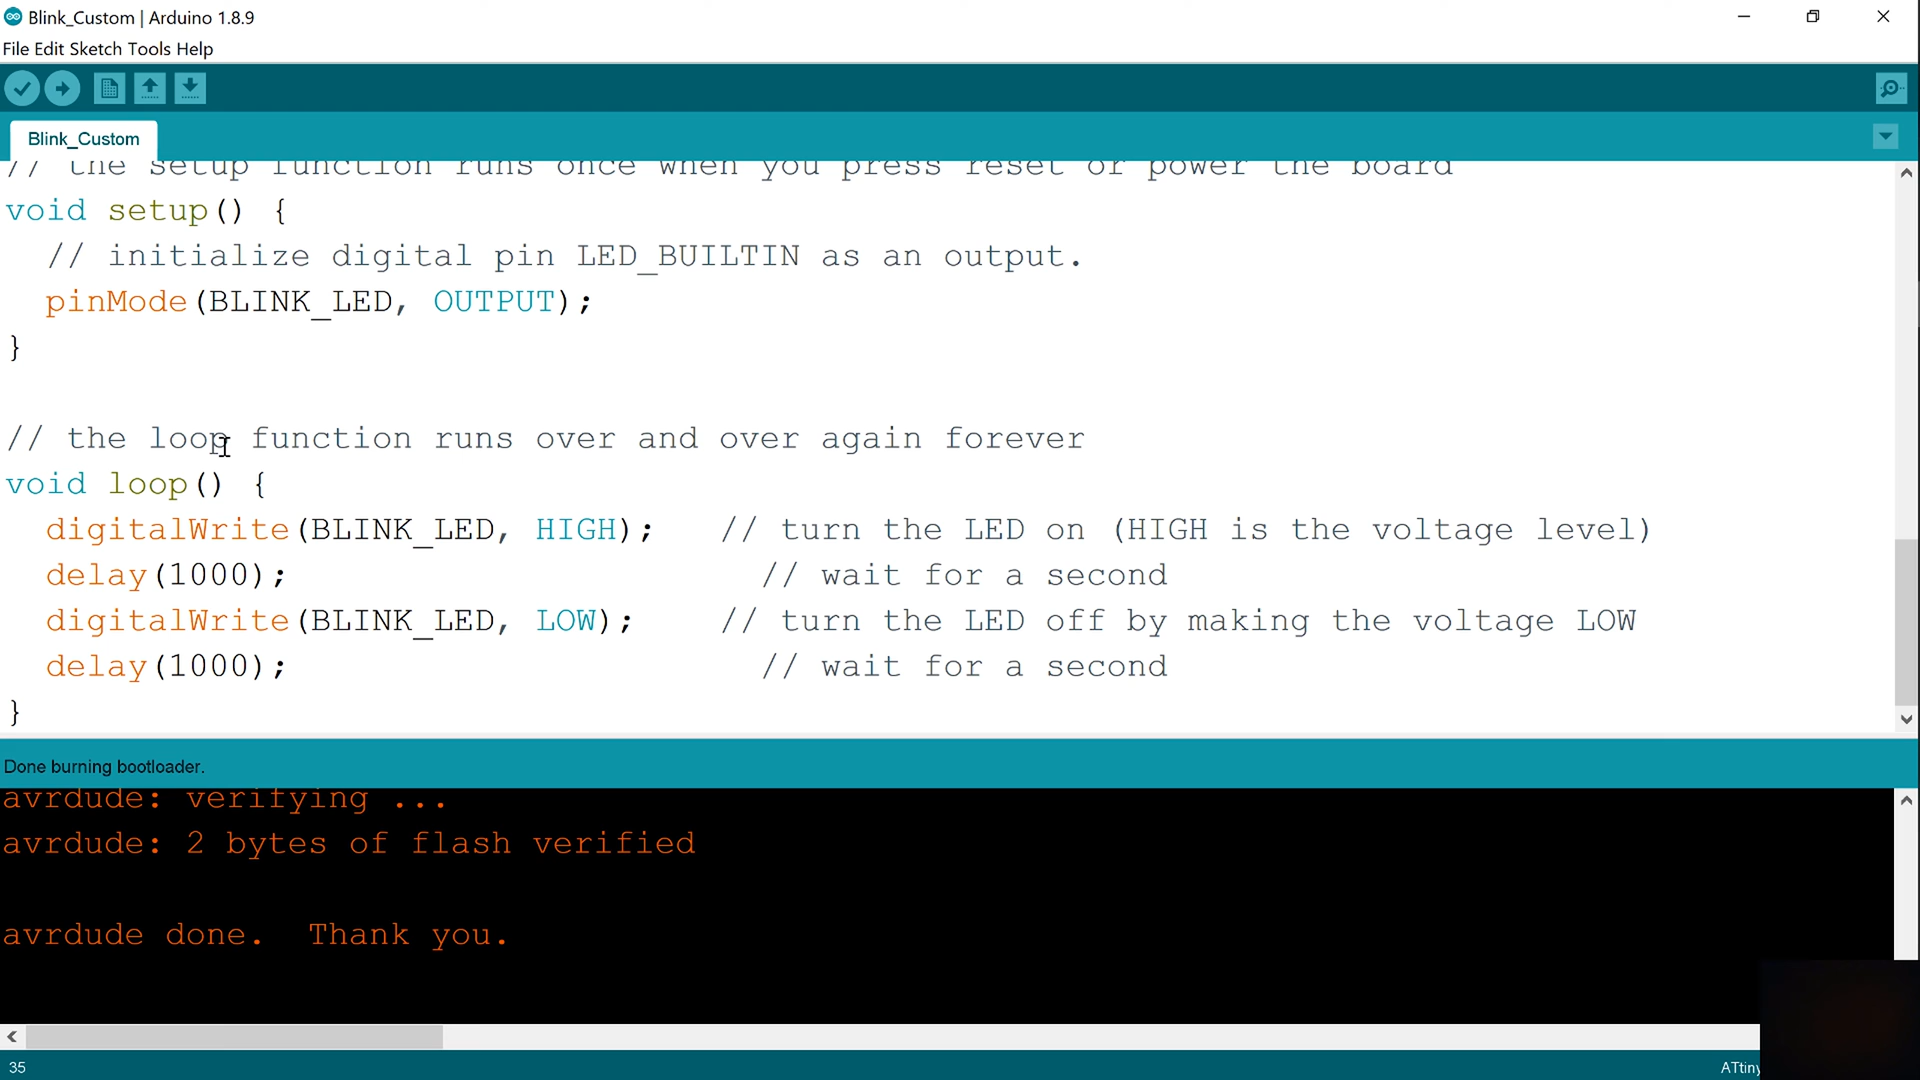 Blink_Custom | Arduino 1.8.9
File Edit Sketch Tools Help
Blink_Custom
// the setup function runs once when you press reset or power the board
void setup() {
  // initialize digital pin LED_BUILTIN as an output.
  pinMode(BLINK_LED, OUTPUT);
}
// the loop function runs over and over again forever
void loop() {
  digitalWrite(BLINK_LED, HIGH);   // turn the LED on (HIGH is the voltage level)
  delay(1000);                       // wait for a second
  digitalWrite(BLINK_LED, LOW);    // turn the LED off by making the voltage LOW
  delay(1000);                       // wait for a second
}
Done burning bootloader.
avrdude: verifying ...
avrdude: 2 bytes of flash verified
avrdude done.  Thank you.
35
ATtiny